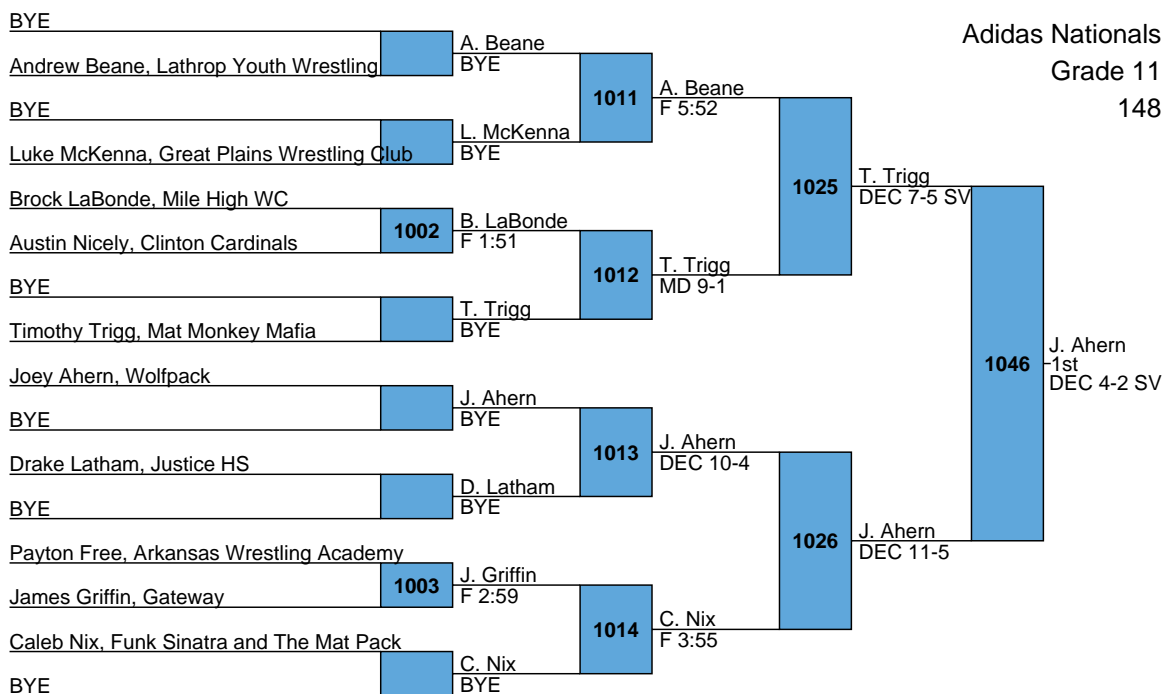 Adidas Nationals
Grade 11
148
BYE
Andrew Beane, Lathrop Youth Wrestling
BYE
Luke McKenna, Great Plains Wrestling Club
Brock LaBonde, Mile High WC
Austin Nicely, Clinton Cardinals
BYE
Timothy Trigg, Mat Monkey Mafia
Joey Ahern, Wolfpack
BYE
Drake Latham, Justice HS
BYE
Payton Free, Arkansas Wrestling Academy
James Griffin, Gateway
Caleb Nix, Funk Sinatra and The Mat Pack
BYE
1002
1003
A. Beane
BYE
L. McKenna
BYE
B. LaBonde
F 1:51
T. Trigg
BYE
J. Ahern
BYE
D. Latham
BYE
J. Griffin
F 2:59
C. Nix
BYE
1011
1012
1013
1014
A. Beane
F 5:52
T. Trigg
MD 9-1
J. Ahern
DEC 10-4
C. Nix
F 3:55
1025
1026
T. Trigg
DEC 7-5 SV
J. Ahern
DEC 11-5
1046
J. Ahern
1st
DEC 4-2 SV